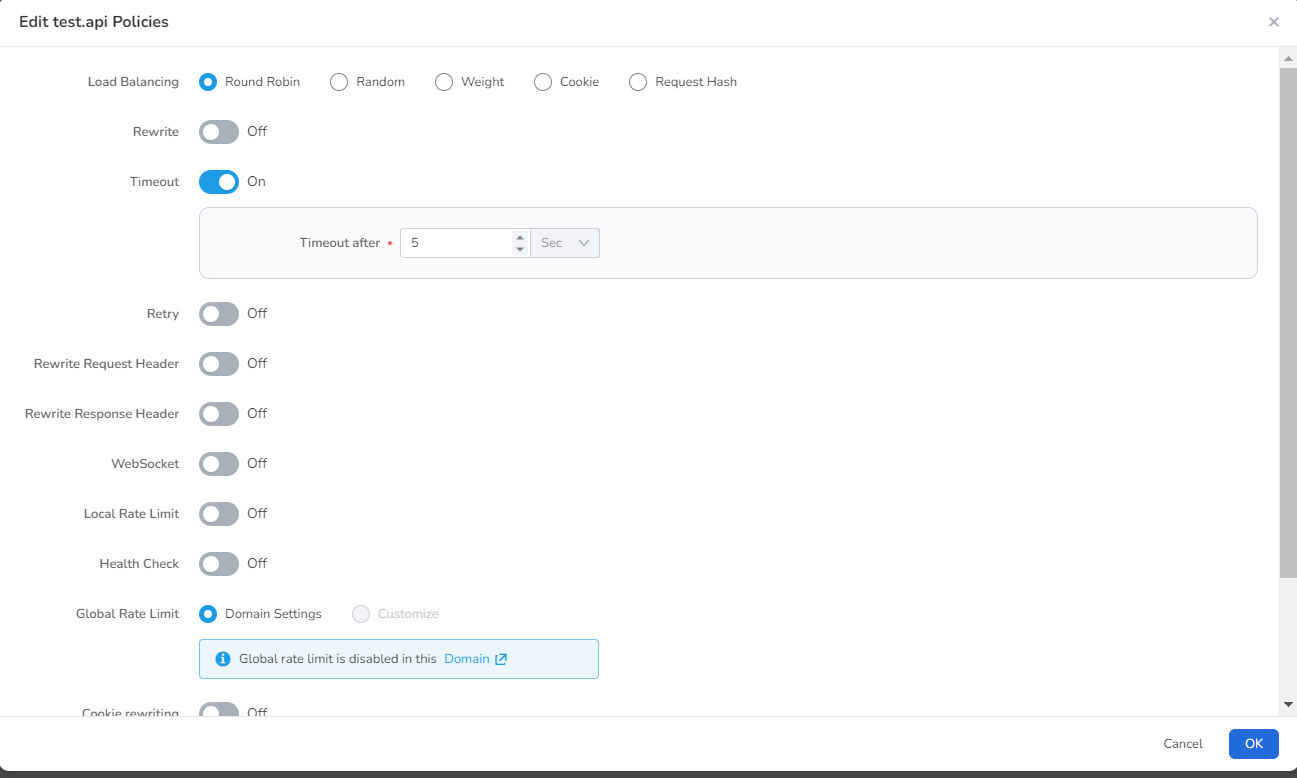 Edit test.api Policies
Load Balancing Round Robin Random Weight Cookie Request Hash
Rewrite Off
Timeout On
Timeout after * 5 Sec
Retry Off
Rewrite Request Header Off
Rewrite Response Header Off
WebSocket Off
Local Rate Limit Off
Health Check Off
Global Rate Limit Domain Settings Customize
Global rate limit is disabled in this Domain
Cookie rewriting Off
Cancel OK